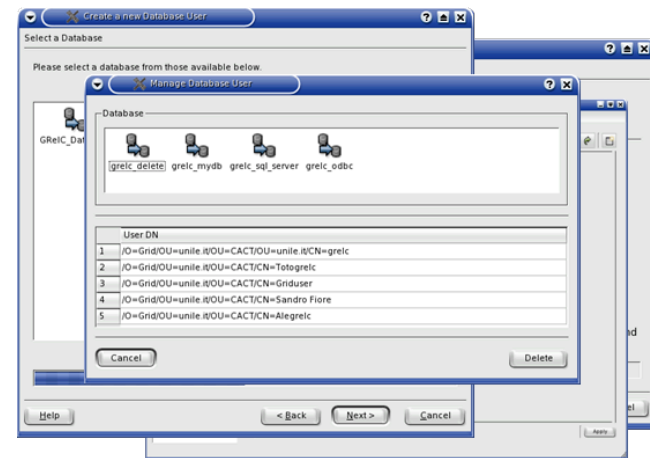 Create a new Database User
Select a Database
Please select a database from those available below.
GRelC_Dat
Manage Database User
Database
grelc_delete grelc_mydb grelc_sql_server grelc_odbc
User DN
1 /O=Grid/OU=unile.it/OU=CACT/OU=unile.it/CN=grelc
2 /O=Grid/OU=unile.it/OU=CACT/CN=Totogrelc
3 /O=Grid/OU=unile.it/OU=CACT/CN=Griduser
4 /O=Grid/OU=unile.it/OU=CACT/CN=Sandro Fiore
5 /O=Grid/OU=unile.it/OU=CACT/CN=Alegrelc
Cancel Delete
Help < Back Next > Cancel
nd
el
Apply